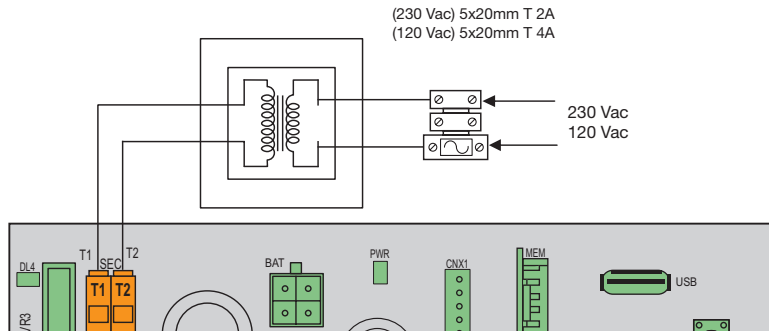 (230 Vac) 5x20mm T 2A
(120 Vac) 5x20mm T 4A
230 Vac
120 Vac
T1 SEC T2
DL4
T1 T2
BAT
PWR
CNX1
MEM
USB